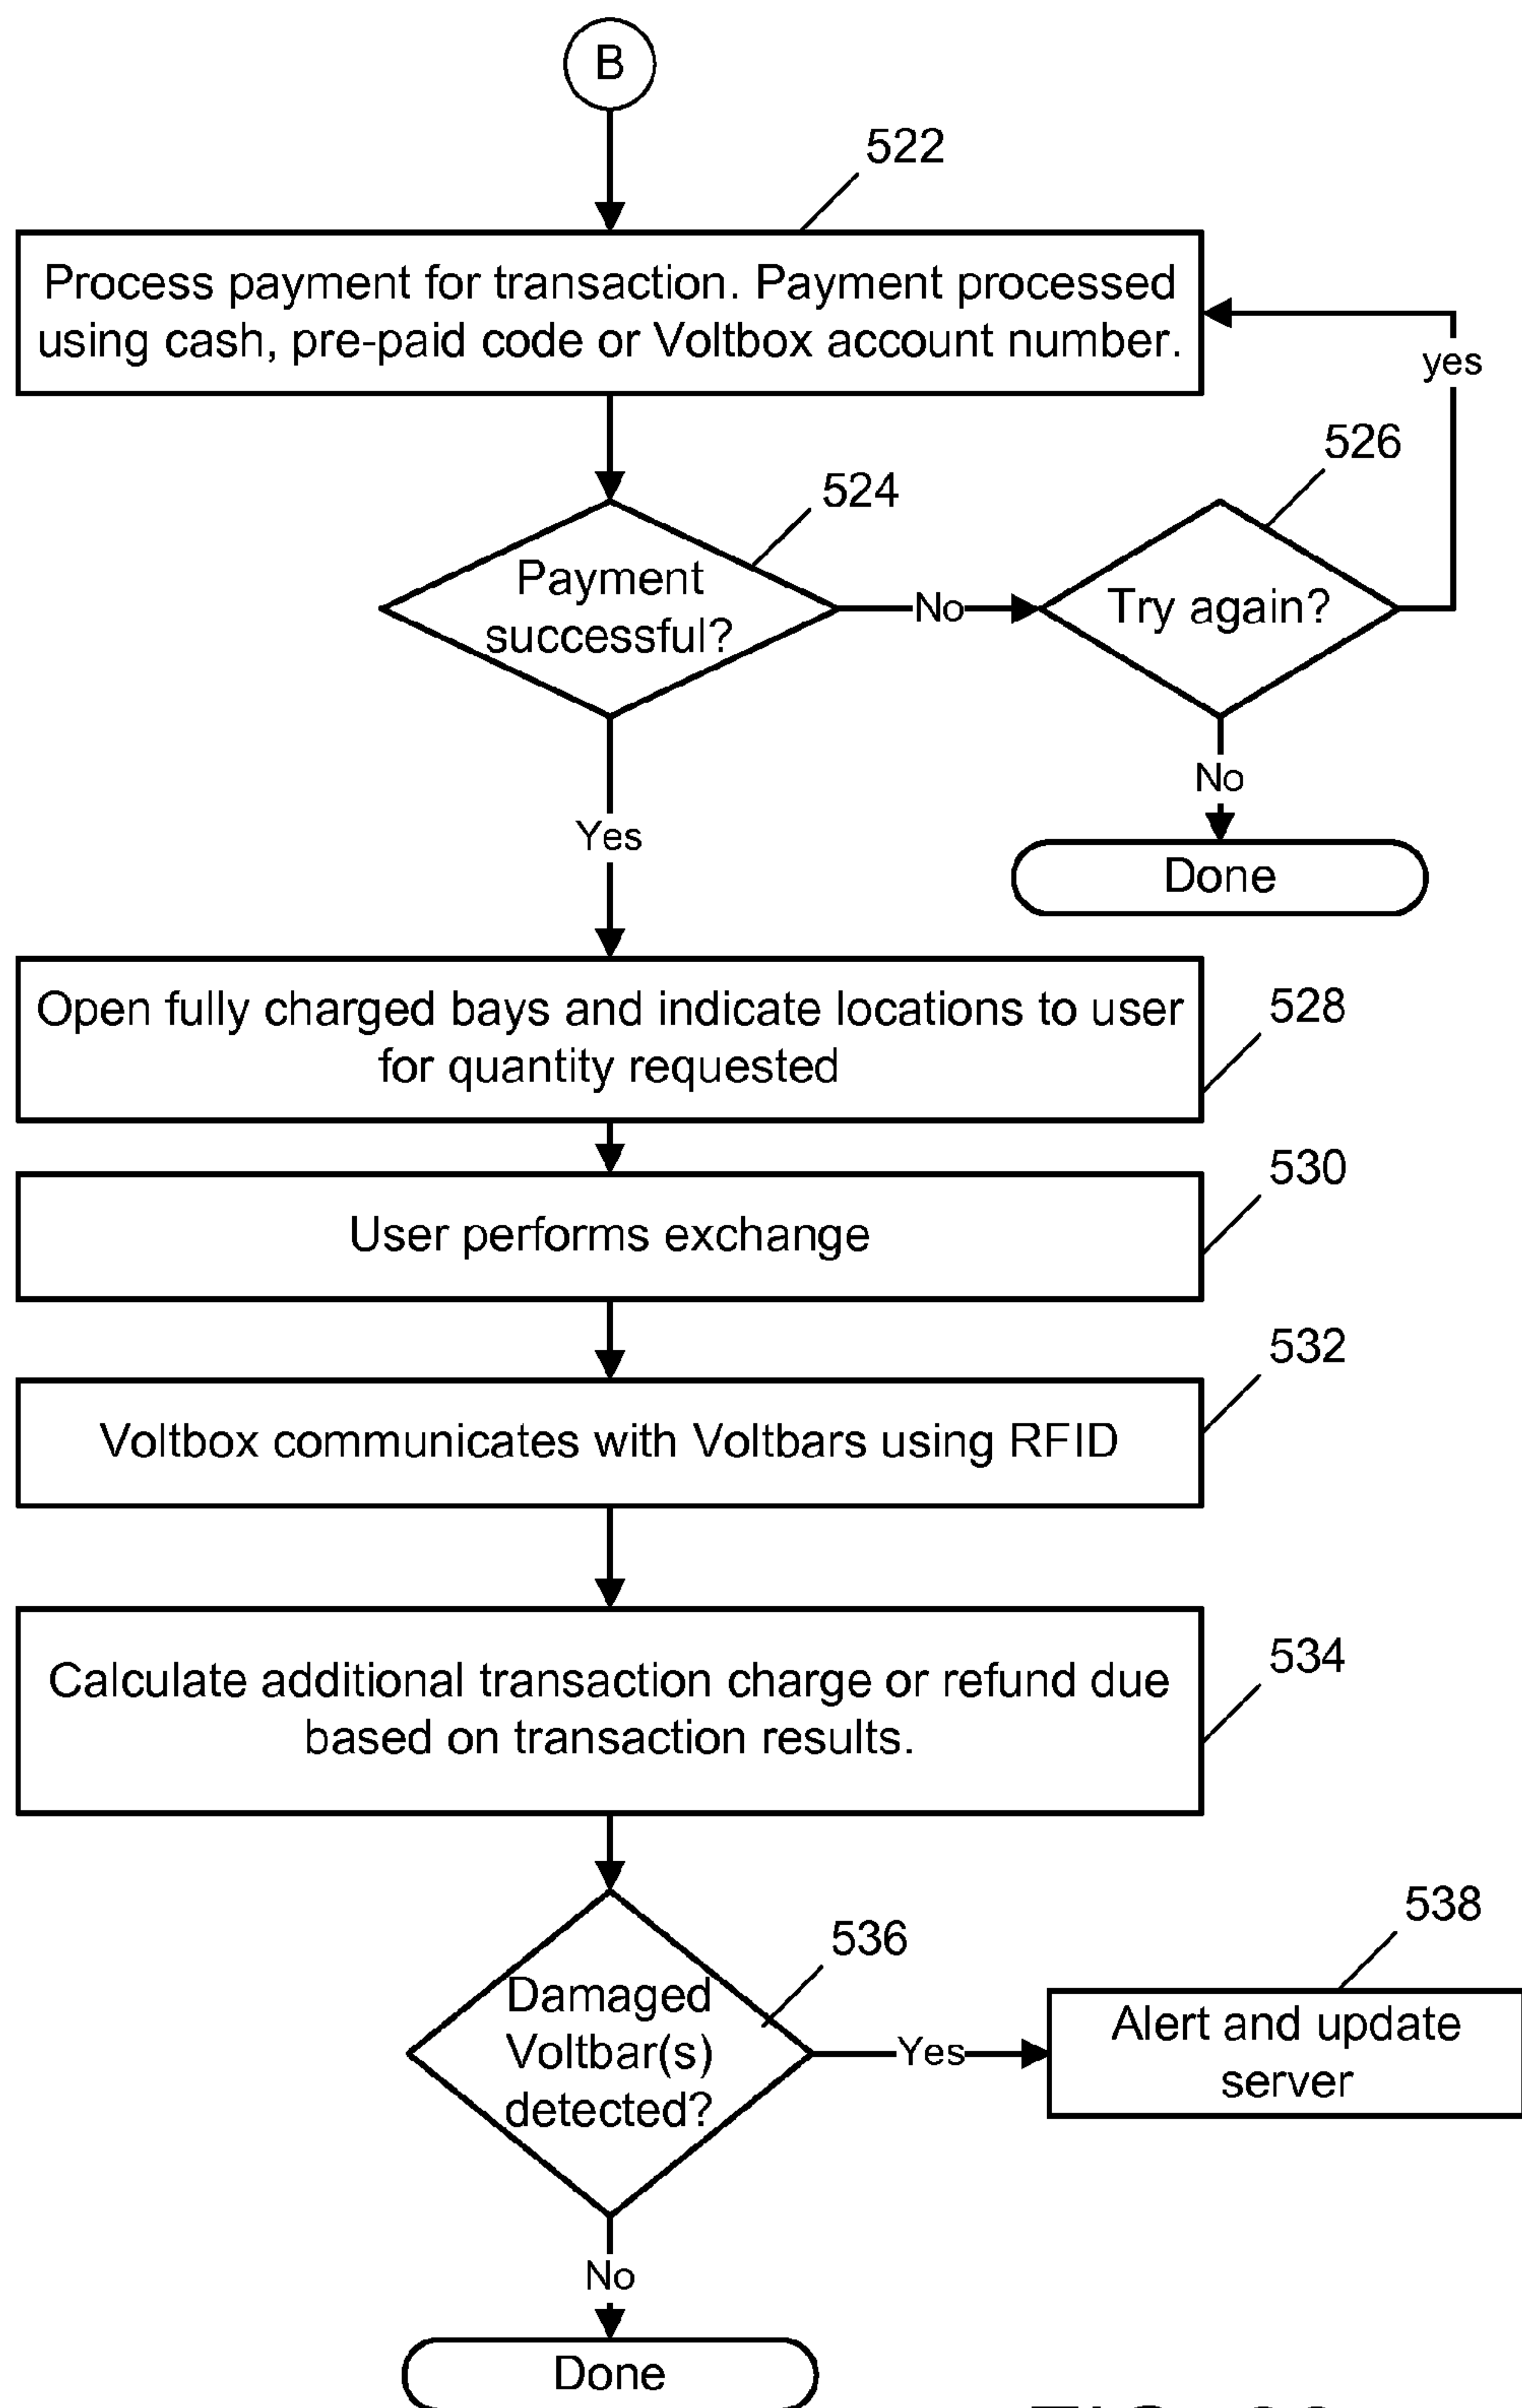 B
522
Process payment for transaction. Payment processed
using cash, pre-paid code or Voltbox account number.
yes
526
524
Payment
successful?
No
Try again?
No
Yes
Done
Open fully charged bays and indicate locations to user
for quantity requested
528
User performs exchange
530
Voltbox communicates with Voltbars using RFID
532
Calculate additional transaction charge or refund due
based on transaction results.
534
536
538
Damaged
Voltbar(s)
detected?
Yes
Alert and update
server
No
Done